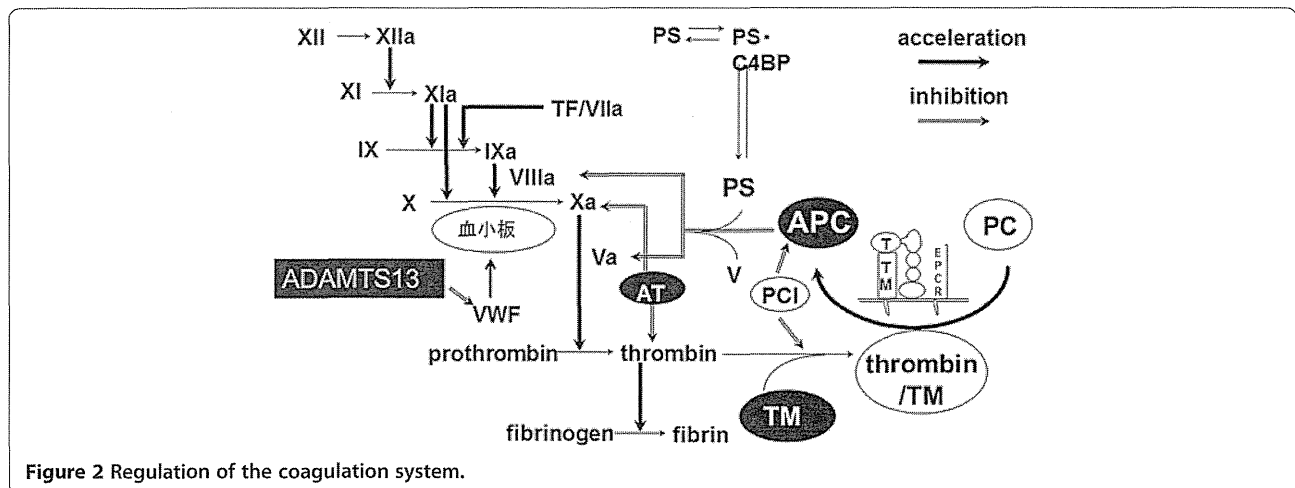 XII XIIa PS PS・
C4BP
acceleration
XI XIa
TF/VIIa
inhibition
IX IXa
VIIIa
PS
X Xa
APC
PC
血小板
Va
V
T
TM
EPCR
ADAMTS13
AT
PCI
VWF
prothrombin thrombin
thrombin
/TM
TM
fibrinogen fibrin
Figure 2 Regulation of the coagulation system.